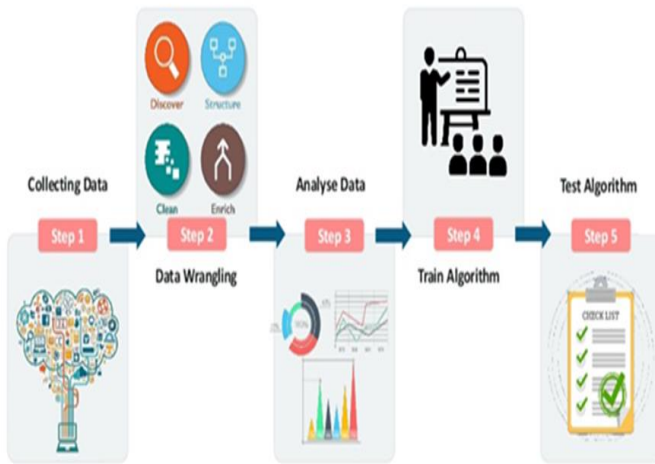 Discover
Structure
Clean
Enrich
Collecting Data
Analyse Data
Test Algorithm
Step 1
Step 2
Step 3
Step 4
Step 5
Data Wrangling
Train Algorithm
CHECK LIST